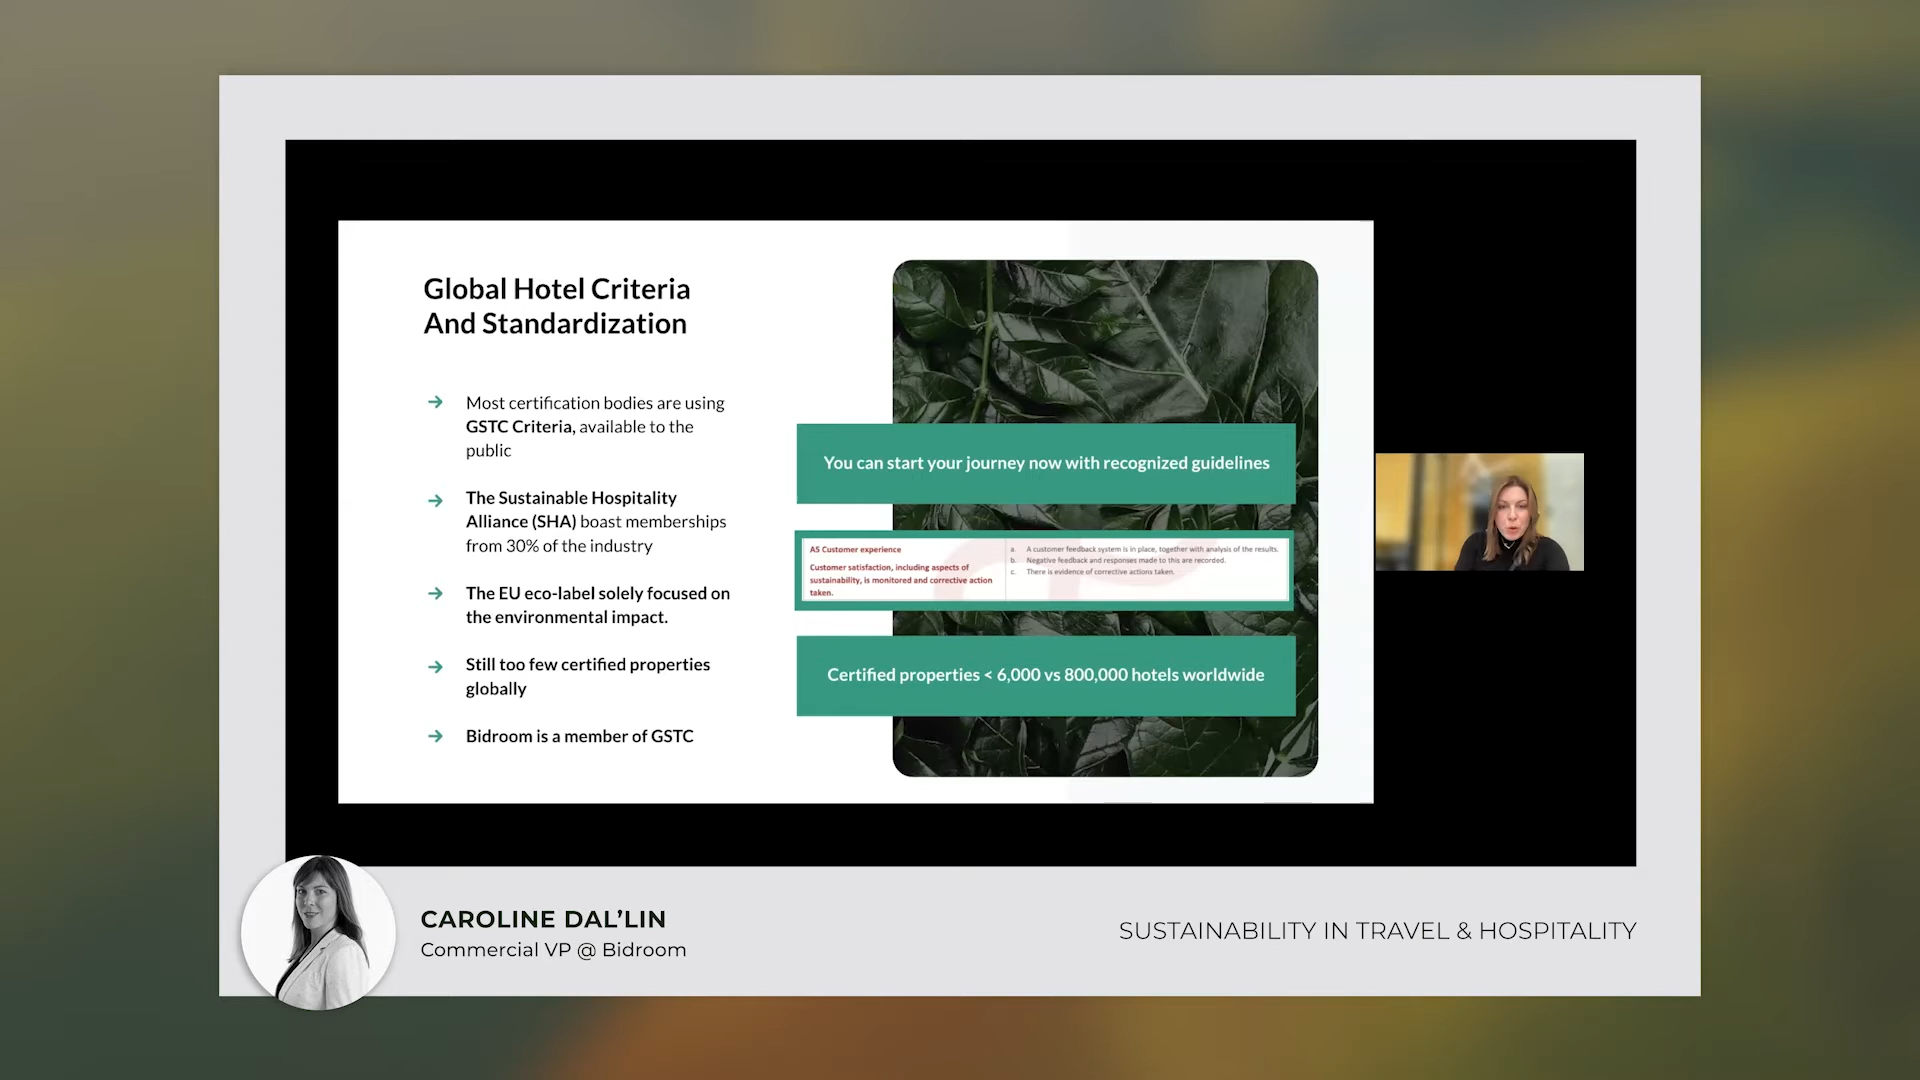 Global Hotel Criteria
And Standardization
Most certification bodies are using
GSTC Criteria, available to the
public
The Sustainable Hospitality
Alliance (SHA) boast memberships
from 30% of the industry
The EU eco-label solely focused on
the environmental impact.
Still too few certified properties
globally
Bidroom is a member of GSTC
You can start your journey now with recognized guidelines
A5 Customer experience
Customer satisfaction, including aspects of
sustainability, is monitored and corrective action
taken.
a. A customer feedback system is in place, together with analysis of the results.
b. Negative feedback and responses made to this are recorded.
c. There is evidence of corrective actions taken.
Certified properties < 6,000 vs 800,000 hotels worldwide
CAROLINE DAL’LIN
Commercial VP @ Bidroom
SUSTAINABILITY IN TRAVEL & HOSPITALITY